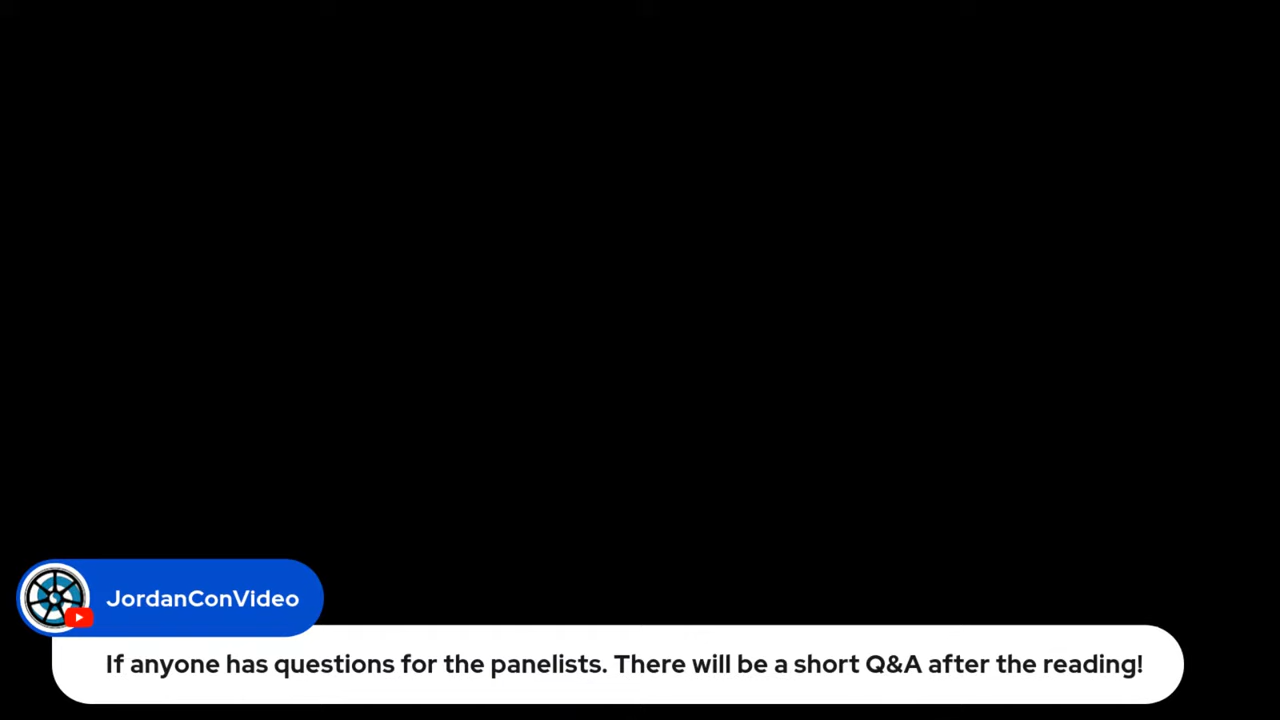 JordanConVideo
If anyone has questions for the panelists. There will be a short Q&A after the reading!